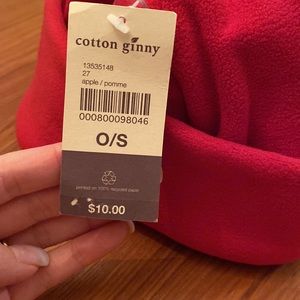 cotton ginny
13535148
27
apple / pomme
000800098046
O/S
printed on 100% recycled paper
$10.00